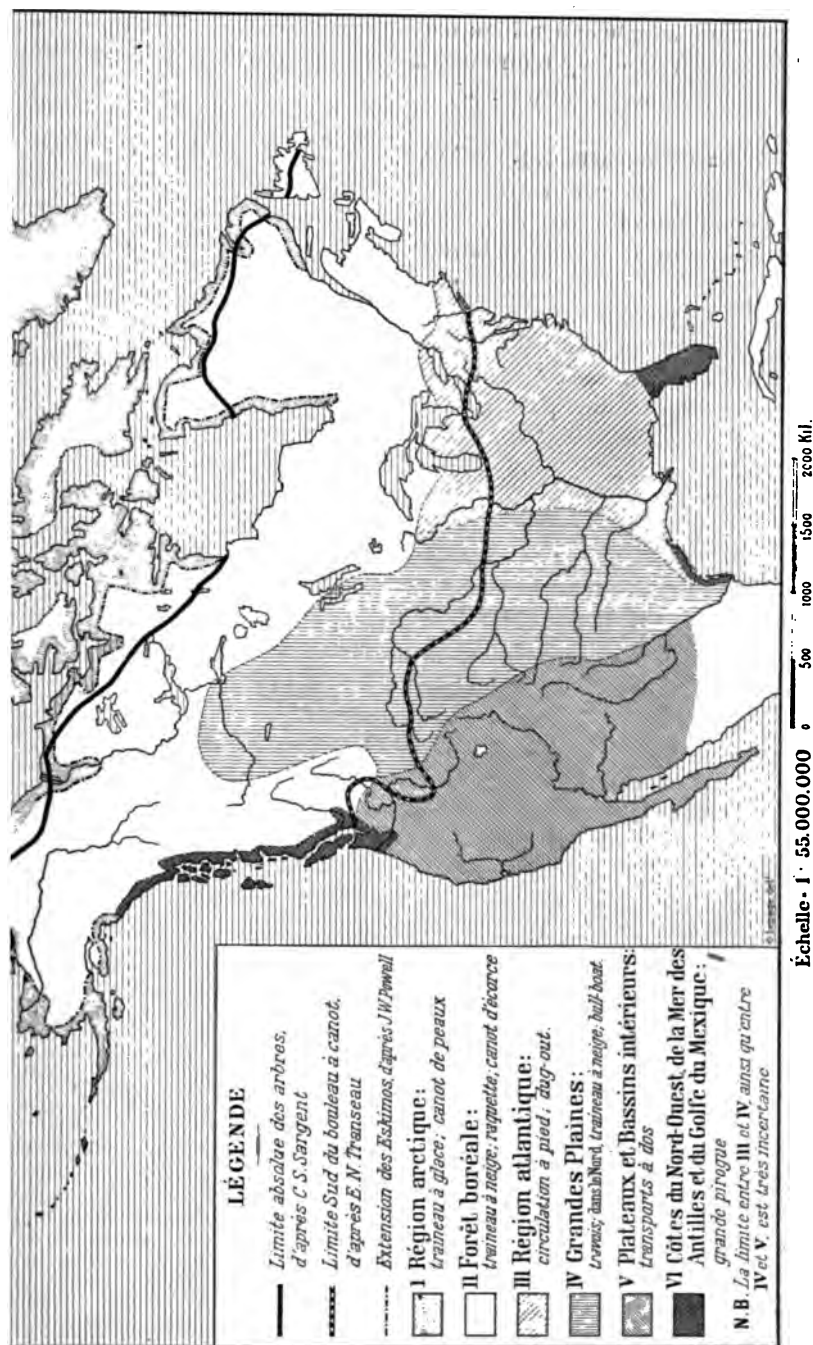 LÉGENDE
Limite absolue des arbres,
d'après C.S. Sargent
Limite Sud du bouleau à canot,
d'après E.N. Transeau
Extension des Eskimos, d'après J.W. Powell
I Région arctique :
traîneau à glace ; canot de peaux
II Forêt boréale :
traîneau à neige ; raquette ; canot d'écorce
III Région atlantique :
circulation à pied ; dug-out.
IV Grandes Plaines :
travois ; dans le Nord, traîneau à neige ; bull-boat.
V Plateaux et Bassins intérieurs :
transports à dos
VI Côtes du Nord-Ouest, de la Mer des
Antilles et du Golfe du Mexique :
grande pirogue
N.B. La limite entre III et IV, ainsi qu'entre
IV et V, est très incertaine
Échelle - 1 : 55.000.000
0 500 1000 1500 2000 Kil.